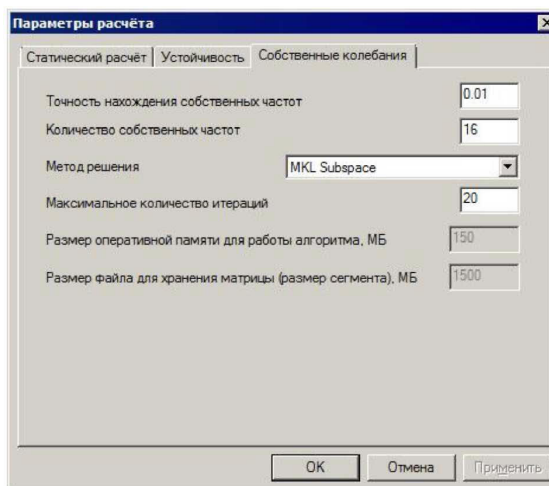 Параметры расчёта
Статический расчёт Устойчивость Собственные колебания
Точность нахождения собственных частот 0.01
Количество собственных частот 16
Метод решения MKL Subspace
Максимальное количество итераций 20
Размер оперативной памяти для работы алгоритма, МБ 150
Размер файла для хранения матрицы (размер сегмента), МБ 1500
OK Отмена Применить